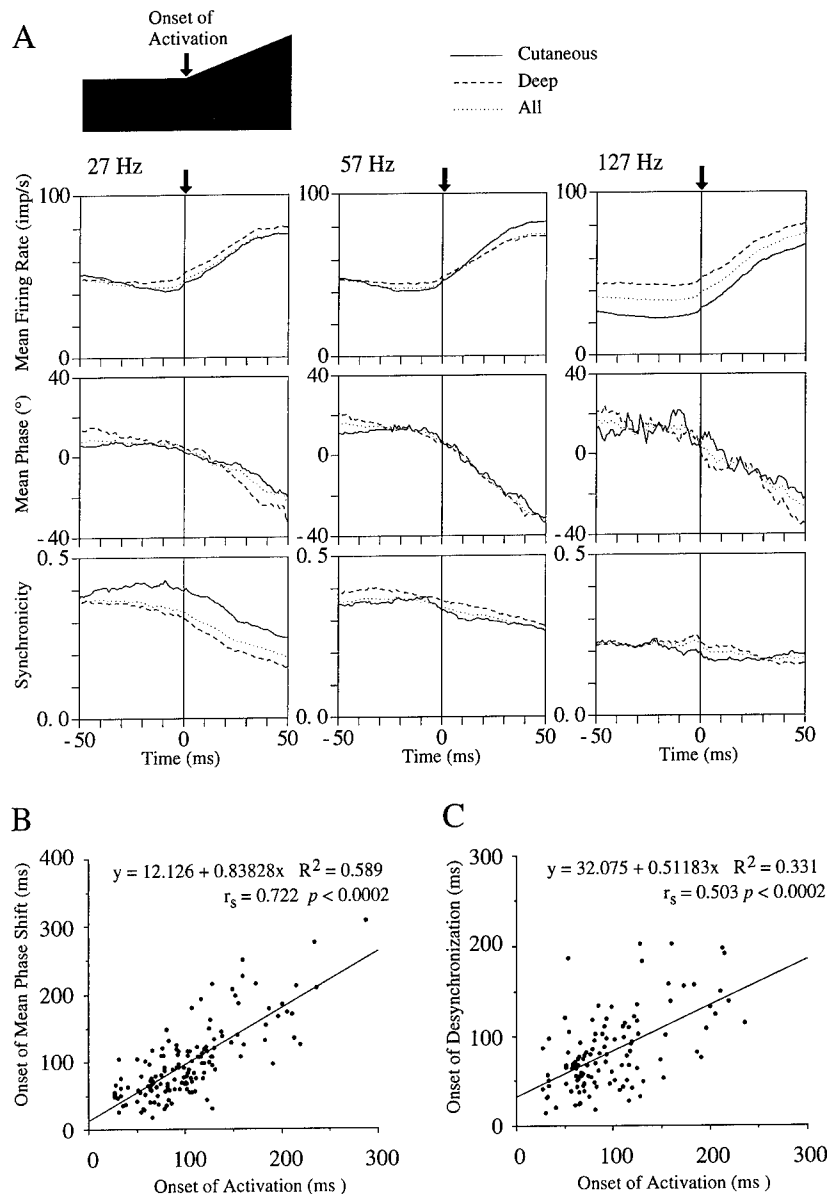 A
Onset of
Activation
Cutaneous
Deep
All
27 Hz
57 Hz
127 Hz
Mean Firing Rate (imp/s)
100
0
100
0
100
0
Mean Phase (°)
40
0
-40
40
0
-40
40
0
-40
Synchronicity
0.5
0.0
0.5
0.0
0.5
0.0
-50 0 50
-50 0 50
-50 0 50
Time (ms)
Time (ms)
Time (ms)
B
Onset of Mean Phase Shift (ms)
400
300
200
100
0
y = 12.126 + 0.83828x R2 = 0.589
rs = 0.722 p < 0.0002
0 100 200 300
Onset of Activation (ms )
C
Onset of Desynchronization (ms)
300
200
100
0
y = 32.075 + 0.51183x R2 = 0.331
rs = 0.503 p < 0.0002
0 100 200 300
Onset of Activation (ms )